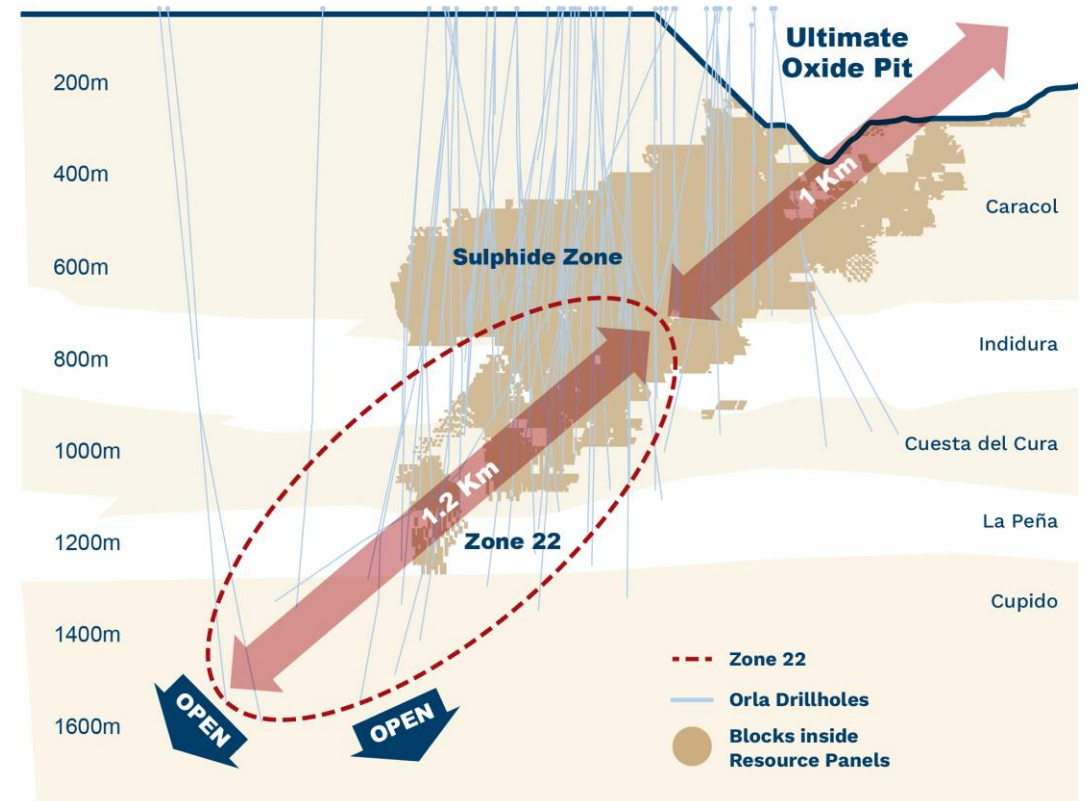 Ultimate
Oxide Pit
200m
400m
600m
800m
1000m
1200m
1400m
1600m
1 Km
Caracol
Sulphide Zone
Indidura
Cuesta del Cura
1.2 Km
La Peña
Zone 22
Cupido
OPEN
OPEN
Zone 22
Orla Drillholes
Blocks inside
Resource Panels